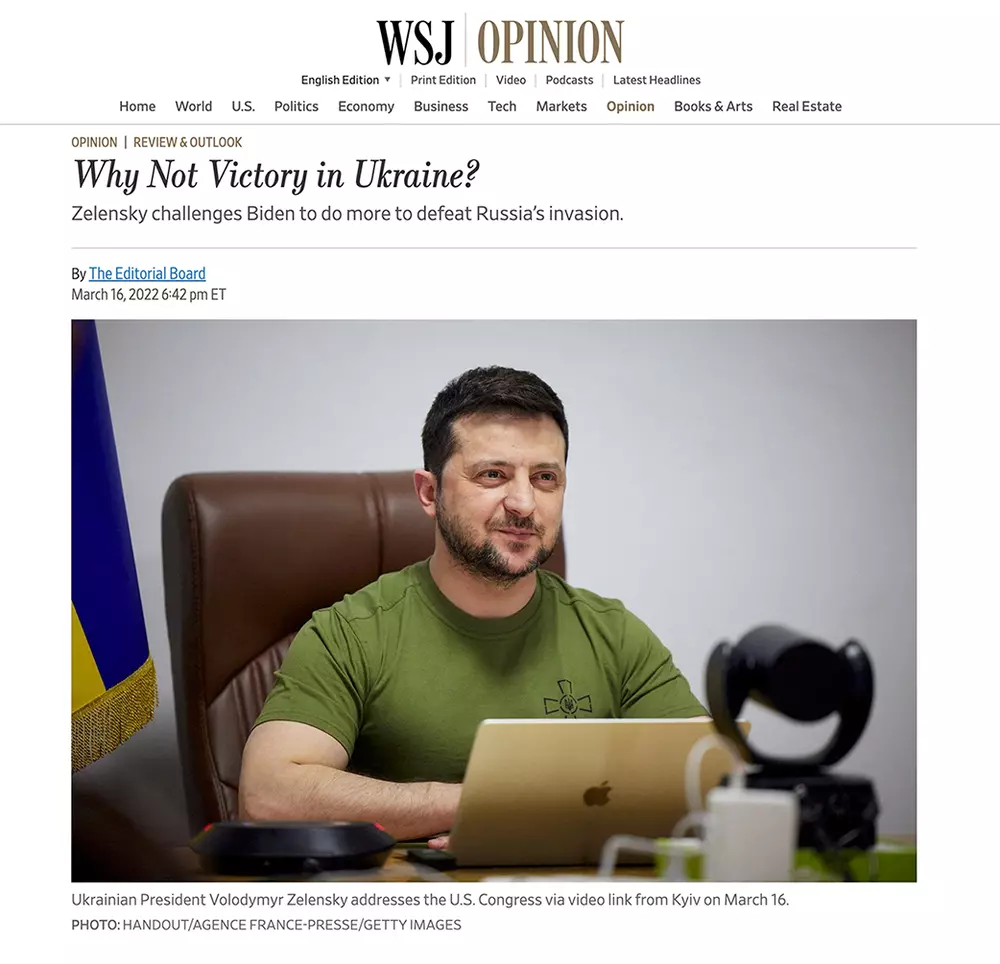 WSJ | OPINION
English Edition ▾ | Print Edition | Video | Podcasts | Latest Headlines
Home World U.S. Politics Economy Business Tech Markets Opinion Books & Arts Real Estate
OPINION | REVIEW & OUTLOOK
Why Not Victory in Ukraine?
Zelensky challenges Biden to do more to defeat Russia’s invasion.
By The Editorial Board
March 16, 2022 6:42 pm ET
Ukrainian President Volodymyr Zelensky addresses the U.S. Congress via video link from Kyiv on March 16.
PHOTO: HANDOUT/AGENCE FRANCE-PRESSE/GETTY IMAGES